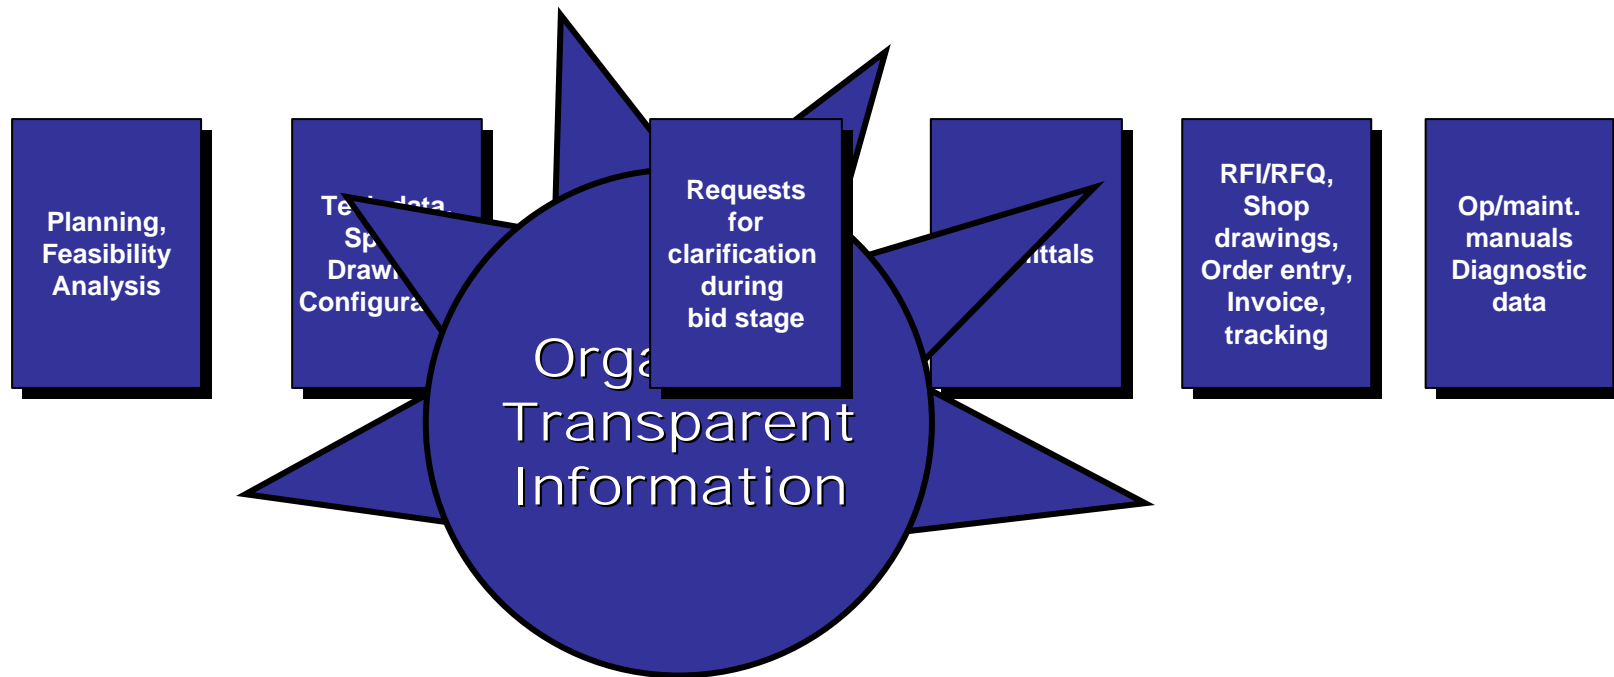 Planning,
Feasibility
Analysis
data,
Requests
for
clarification
during
bid stage
RFI/RFQ,
Shop
drawings,
Order entry,
Invoice,
tracking
Op/maint.
manuals
Diagnostic
data
Transparent
Information